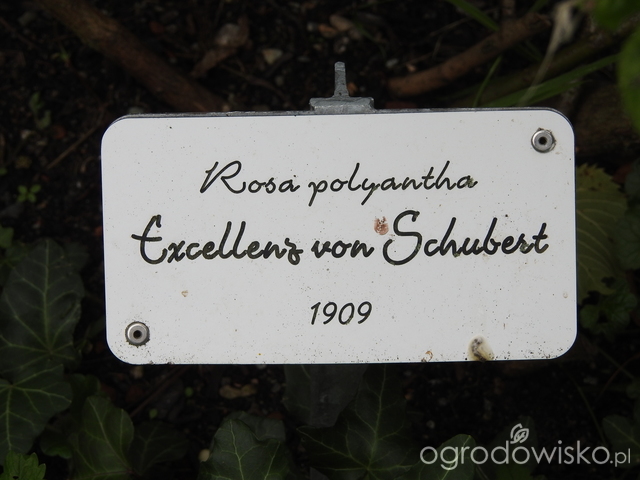 Rosa polyantha
Excellenz von Schubert
1909
ogrodowisko.pl